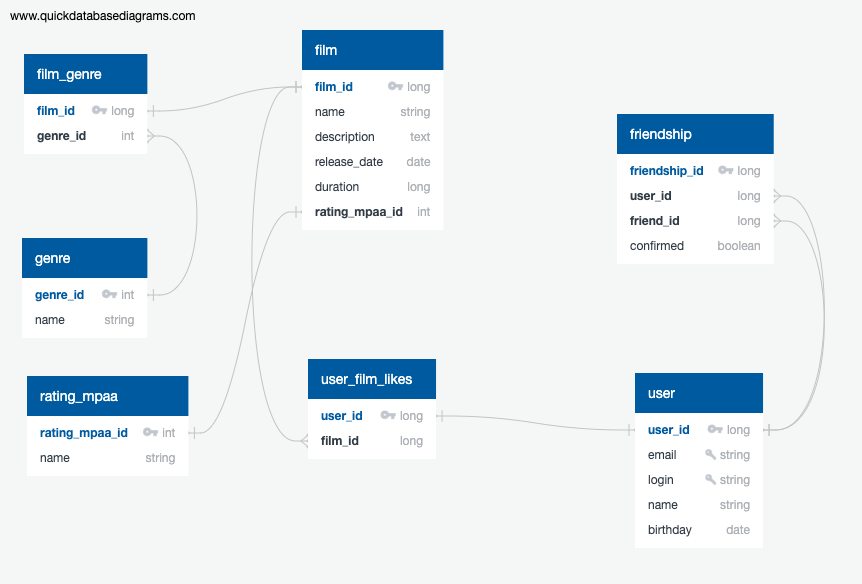 www.quickdatabasediagrams.com
film_genre
film_id long
genre_id int
film
film_id long
name string
description text
release_date date
duration long
rating_mpaa_id int
friendship
friendship_id long
user_id long
friend_id long
confirmed boolean
genre
genre_id int
name string
rating_mpaa
rating_mpaa_id int
name string
user_film_likes
user_id long
film_id long
user
user_id long
email string
login string
name string
birthday date